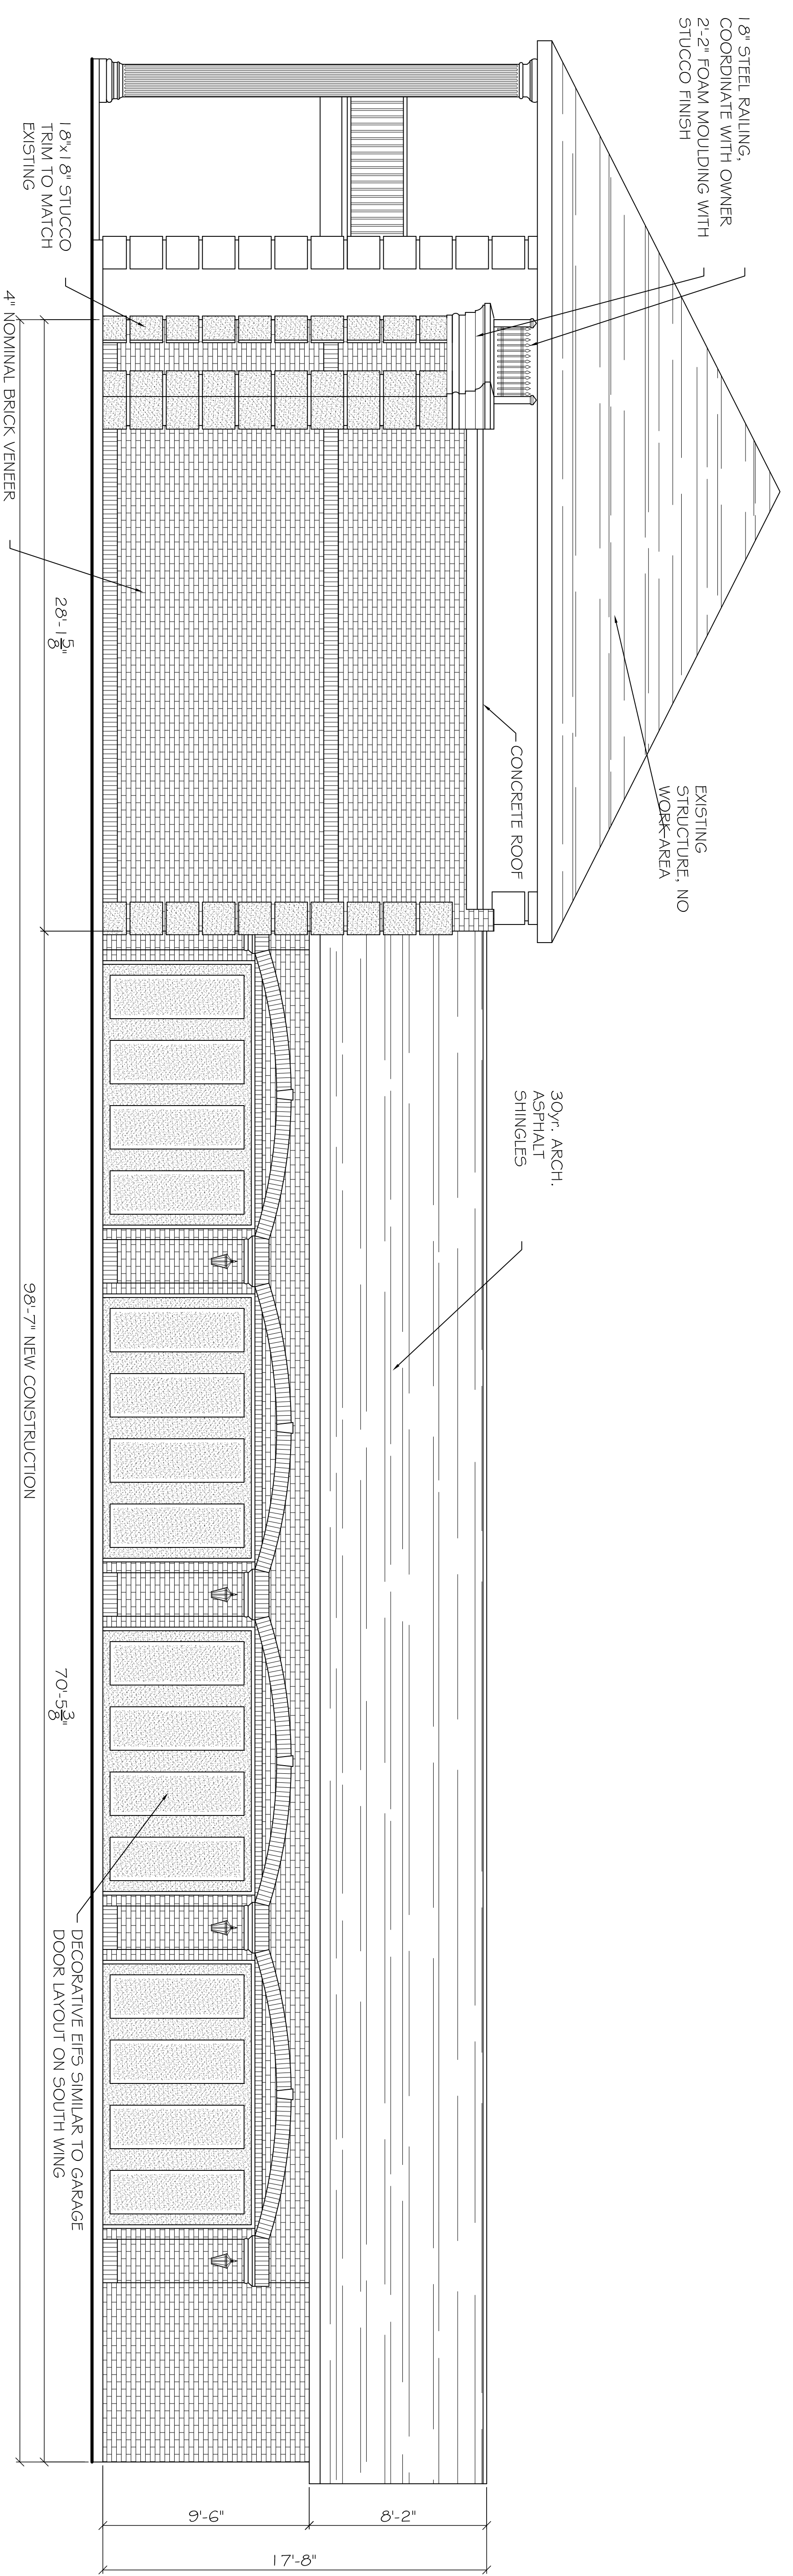 18" STEEL RAILING,
COORDINATE WITH OWNER
2'-2" FOAM MOULDING WITH
STUCCO FINISH
EXISTING
STRUCTURE, NO
WORK AREA
CONCRETE ROOF
30yr. ARCH.
ASPHALT
SHINGLES
18"x18" STUCCO
TRIM TO MATCH
EXISTING
4" NOMINAL BRICK VENEER
28'-1 5/8"
70'-5 3/8"
98'-7" NEW CONSTRUCTION
DECORATIVE EIFS SIMILAR TO GARAGE
DOOR LAYOUT ON SOUTH WING
8'-2"
9'-6"
17'-8"